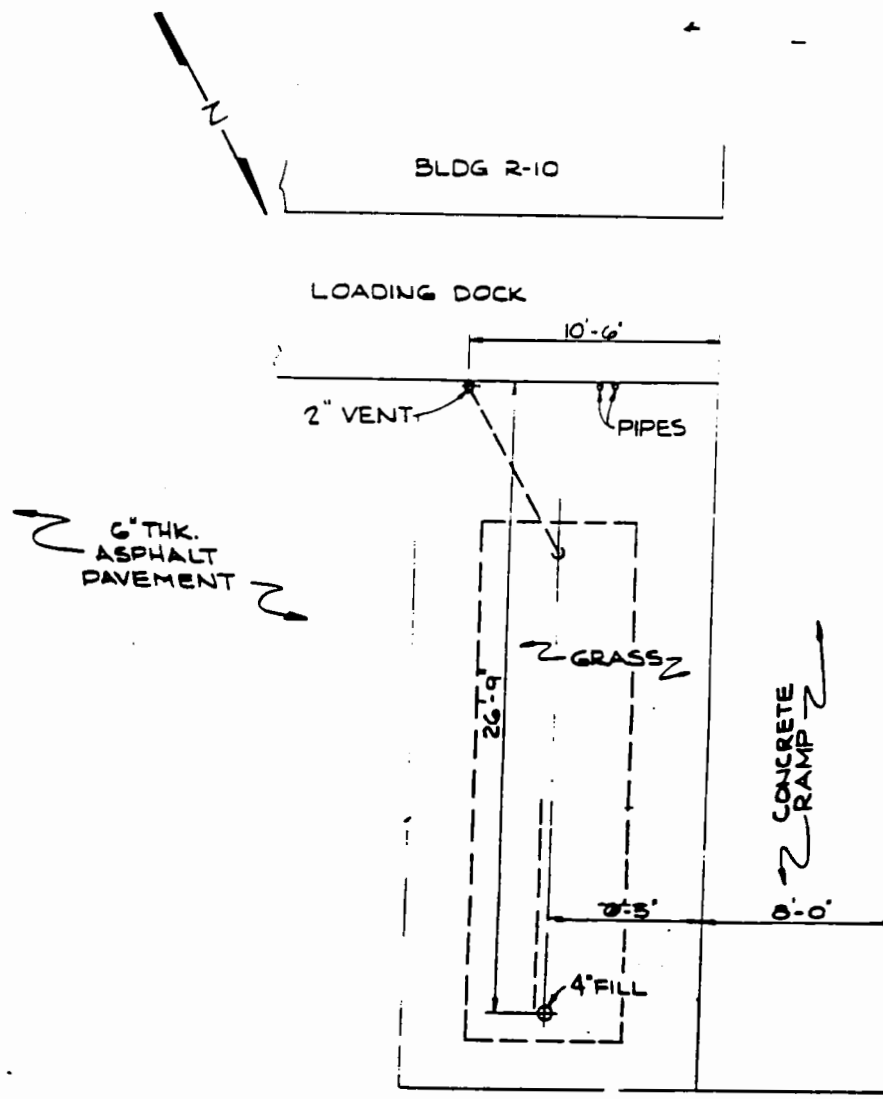 N
BLDG R-10
LOADING DOCK
10'-6"
2" VENT
PIPES
6" THK.
ASPHALT
PAVEMENT
GRASS
26'-9"
CONCRETE
RAMP
8'-0"
4" FILL